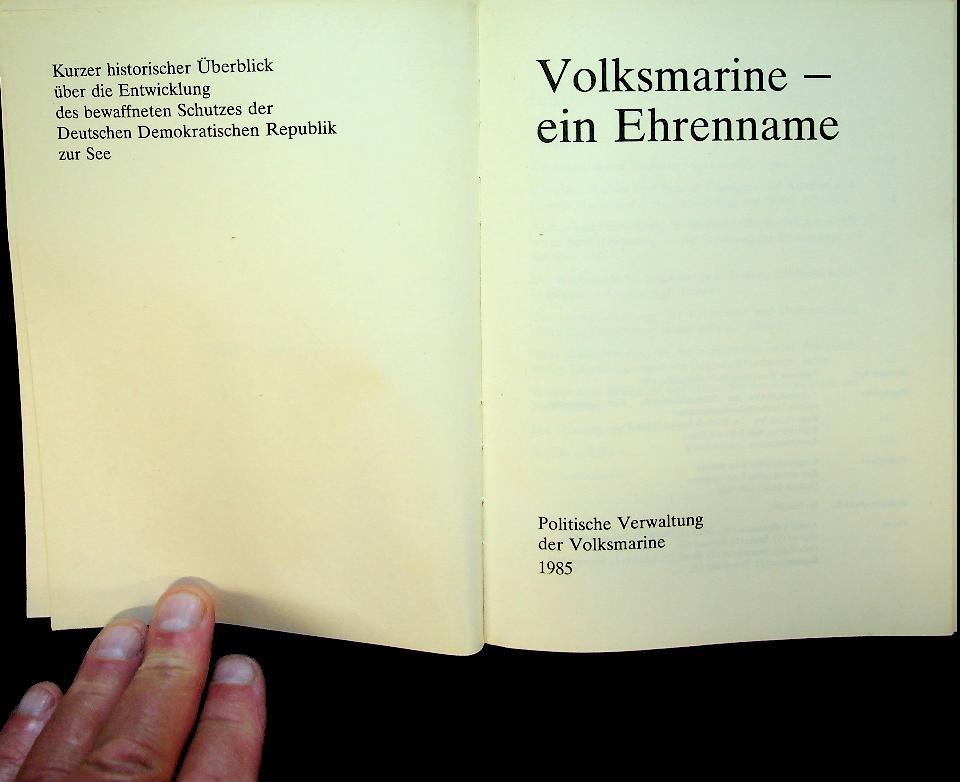 Kurzer historischer Überblick
über die Entwicklung
des bewaffneten Schutzes der
Deutschen Demokratischen Republik
zur See
Volksmarine –
ein Ehrenname
Politische Verwaltung
der Volksmarine
1985